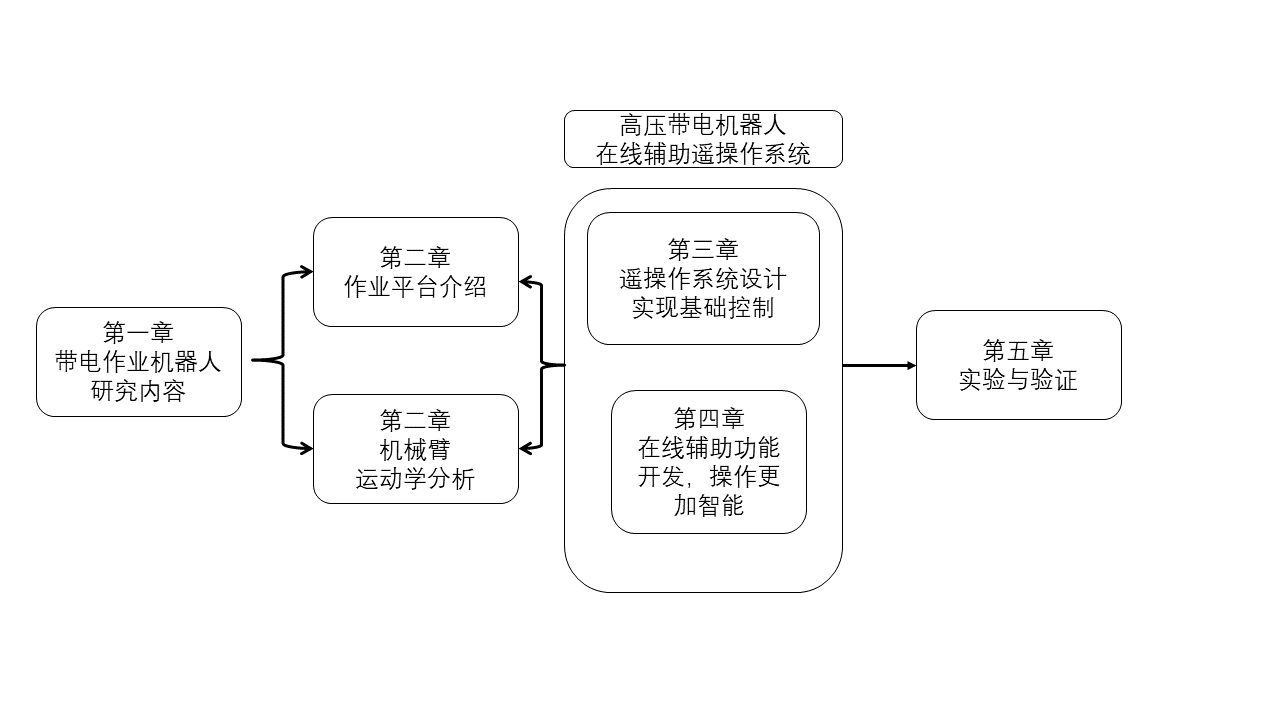 高压带电机器人
在线辅助遥操作系统
第一章
带电作业机器人
研究内容
第二章
作业平台介绍
第二章
机械臂
运动学分析
第三章
遥操作系统设计
实现基础控制
第四章
在线辅助功能
开发，操作更
加智能
第五章
实验与验证